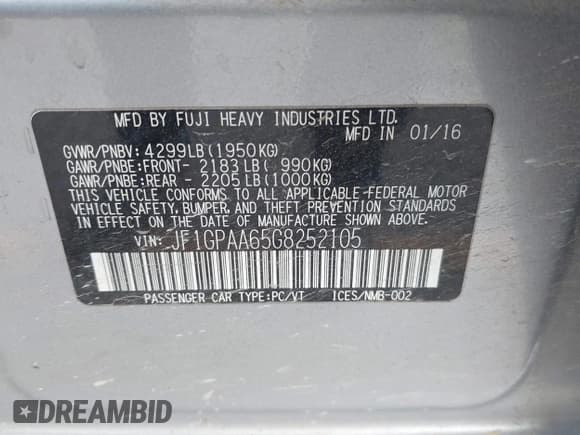 MFD BY FUJI HEAVY INDUSTRIES LTD.
MFD IN 01/16
GVWR/PNBV: 4299LB(1950KG)
GAWR/PNBE:FRONT- 2183LB( 990KG)
GAWR/PNBE:REAR - 2205LB(1000KG)
THIS VEHICLE CONFORMS TO ALL APPLICABLE-FEDERAL MOTOR
VEHICLE SAFETY, BUMPER, AND THEFT PREVENTION STANDARDS
IN EFFECT ON THE DATE OF MANUFACTURE SHOWN ABOVE.
VIN: JF1GPAA65G8252105
PASSENGER CAR TYPE:PC/VT ICES/NMB-002
DREAMBID